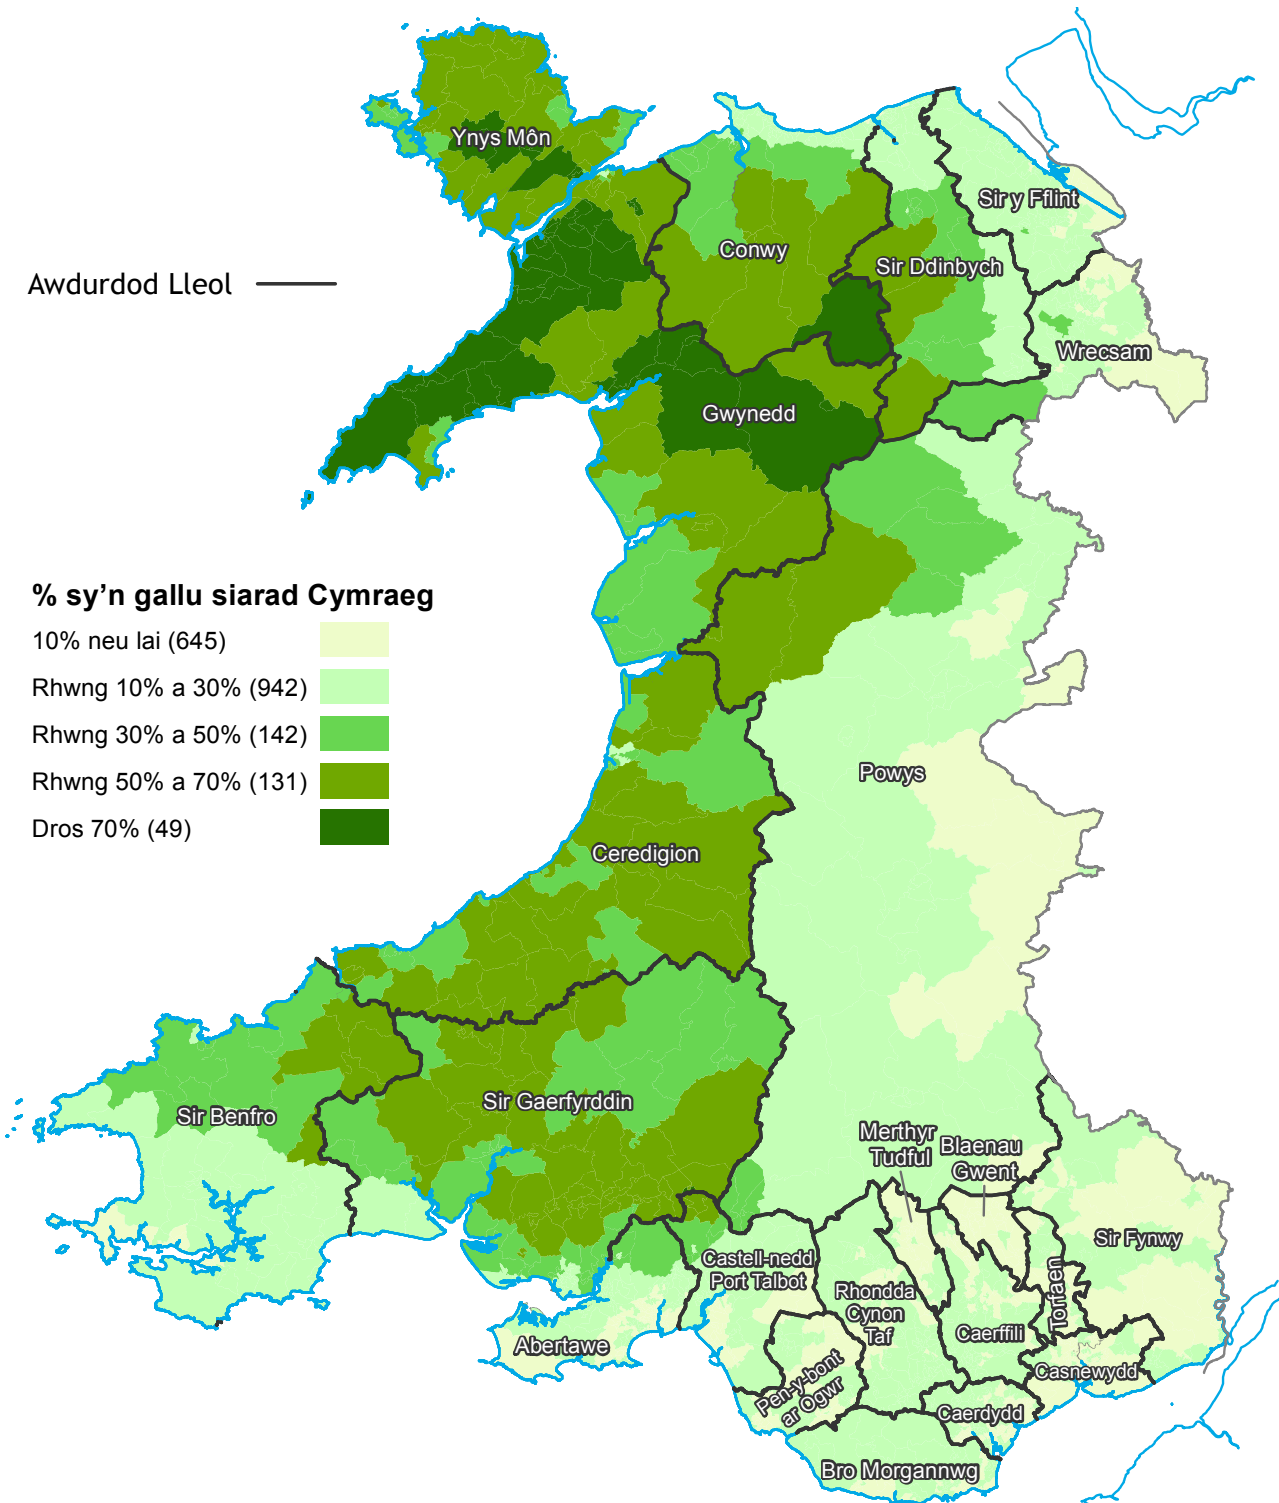 Ynys Môn
Sir y Fflint
Conwy
Sir Ddinbych
Awdurdod Lleol
Wrecsam
Gwynedd
% sy'n gallu siarad Cymraeg
10% neu lai (645)
Rhwng 10% a 30% (942)
Rhwng 30% a 50% (142)
Rhwng 50% a 70% (131)
Dros 70% (49)
Powys
Ceredigion
Sir Gaerfyrddin
Sir Benfro
Merthyr
Tudful
Blaenau
Gwent
Sir Fynwy
Castell-nedd
Port Talbot
Rhondda
Cynon
Taf
Torfaen
Caerffili
Abertawe
Casnewydd
Pen-y-bont
ar Ogwr
Caerdydd
Bro Morgannwg